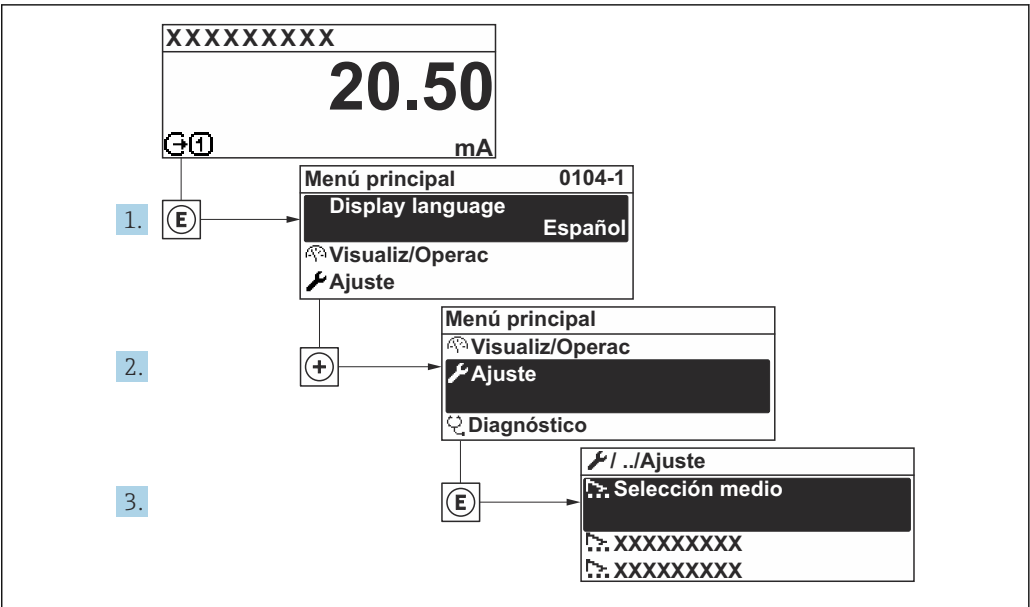 XXXXXXXXX
20.50
mA
1.
E
Menú principal 0104-1
Display language
Español
Visualiz/Operac
Ajuste
2.
+
Menú principal
Visualiz/Operac
Ajuste
Diagnóstico
3.
E
/ ../Ajuste
Selección medio
XXXXXXXXX
XXXXXXXXX